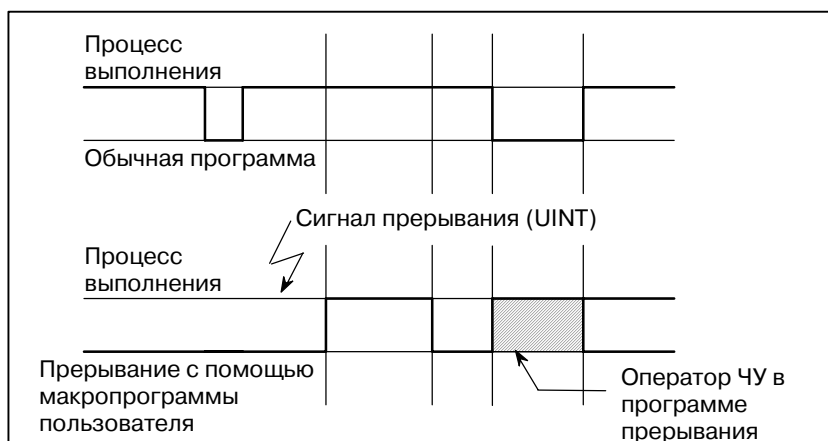 Процесс
выполнения
Обычная программа
Сигнал прерывания (UINT)
Процесс
выполнения
Прерывание с помощью
макропрограммы
пользователя
Оператор ЧУ в
программе
прерывания